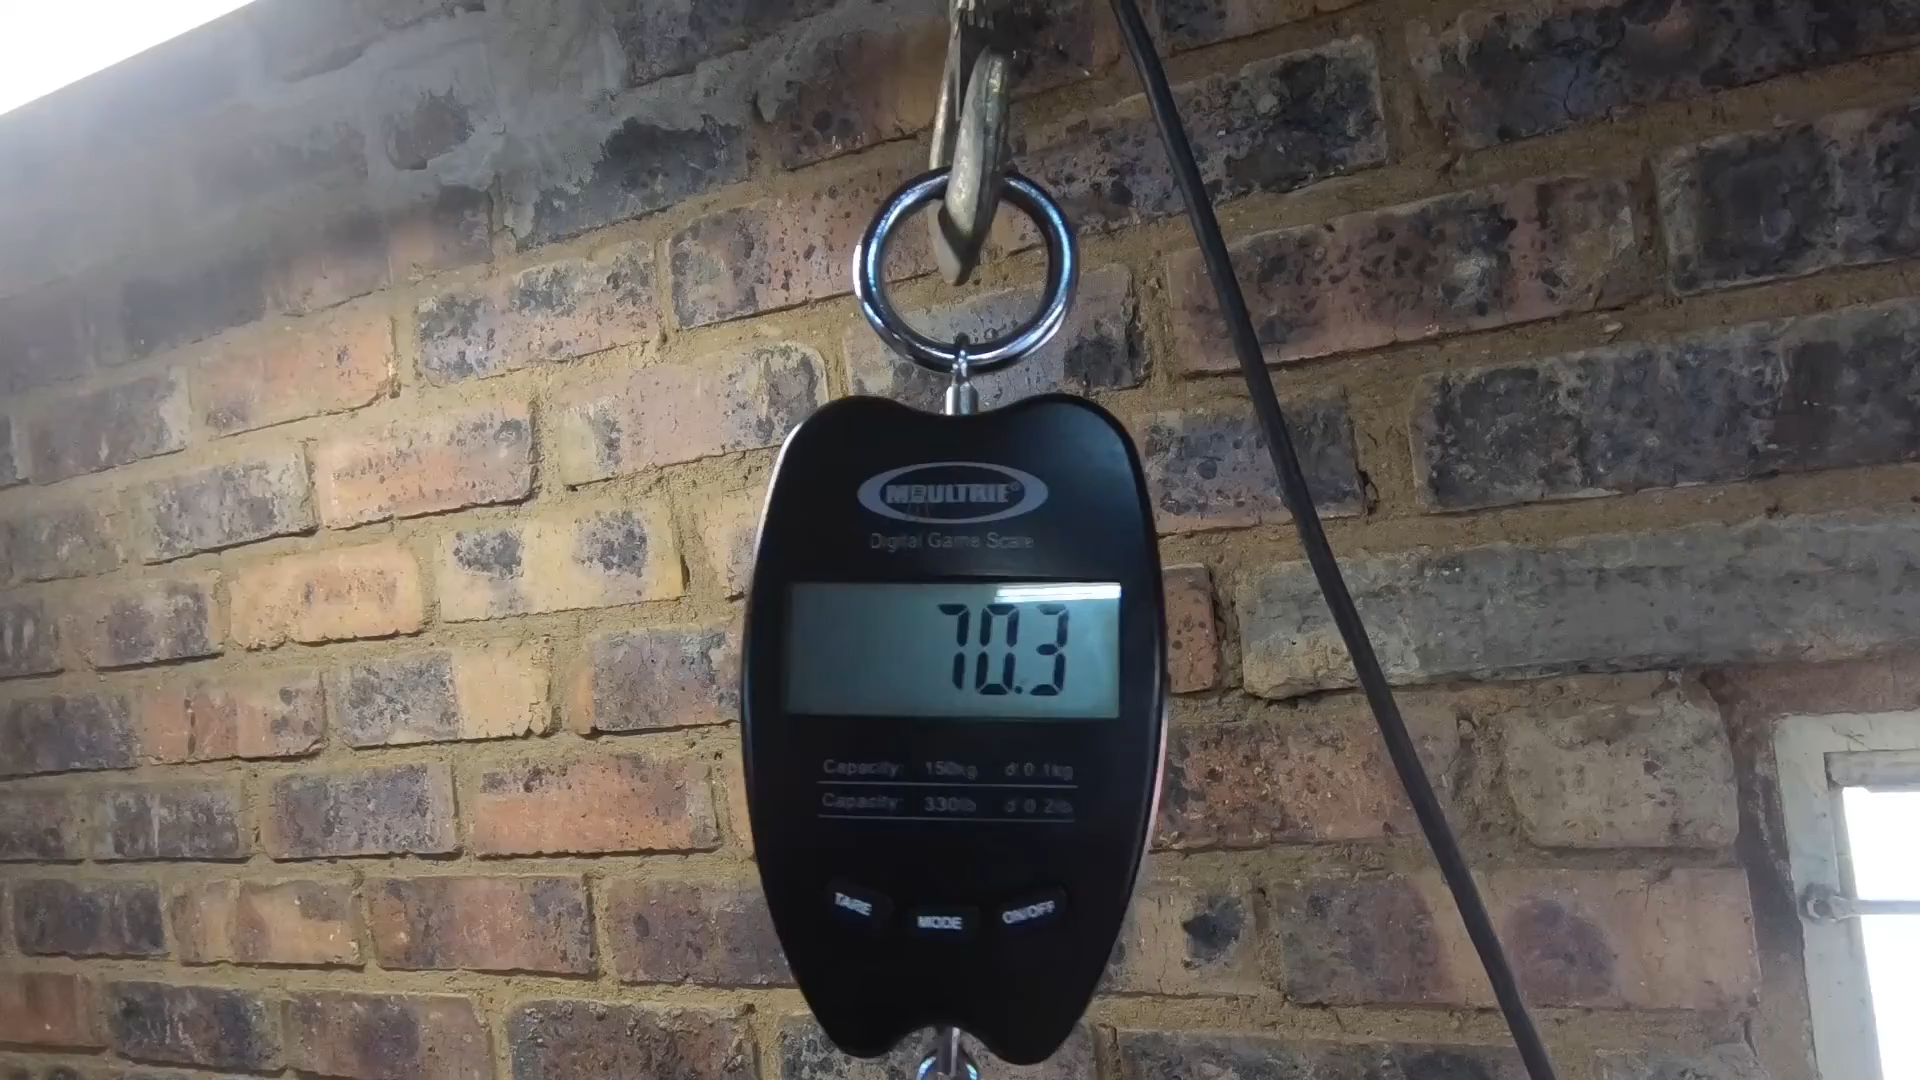 MOULTRIE®
Digital Game Scale
70.3
Capacity: 150kg d 0.1kg
Capacity: 330lb d 0.2lb
TARE MODE ON/OFF